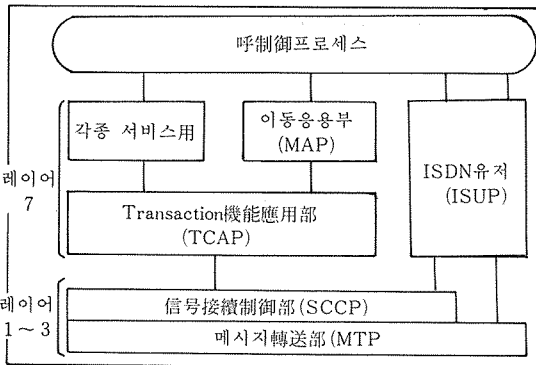 呼制御프로세스
각종 서비스用
이동응용부
(MAP)
ISDN유저
(ISUP)
레이어
7
Transaction機能應用部
(TCAP)
레이어
1～3
信号接續制御部(SCCP)
메시지轉送部(MTP